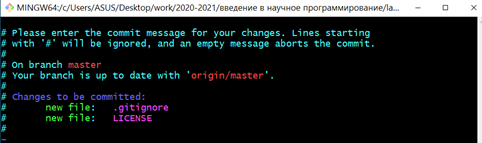 MINGW64:/c/Users/ASUS/Desktop/work/2020-2021/введение в научное программирование/la...
# Please enter the commit message for your changes. Lines starting
# with '#' will be ignored, and an empty message aborts the commit.
#
# On branch master
# Your branch is up to date with 'origin/master'.
#
# Changes to be committed:
#       new file:   .gitignore
#       new file:   LICENSE
#